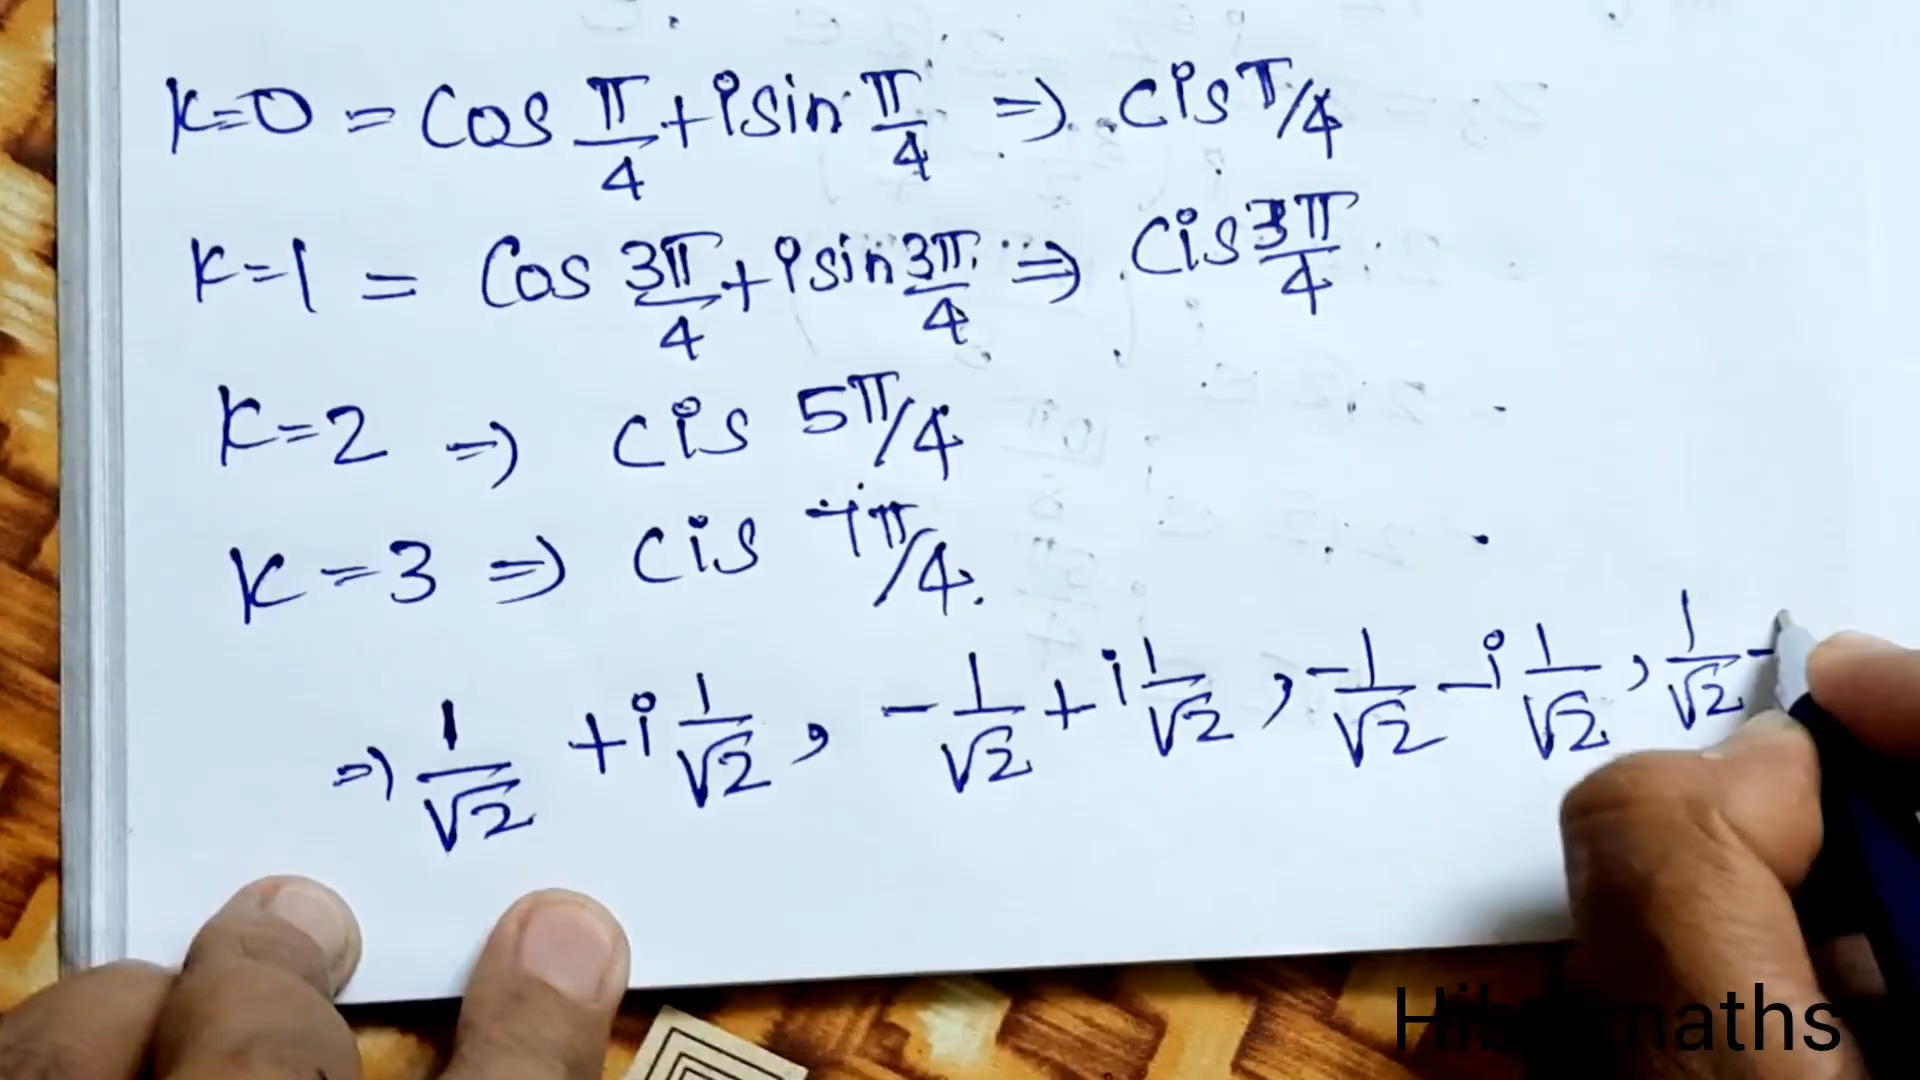 K=0 = Cos π/4 + i sin π/4 ⇒ cis π/4
K=1 = Cos 3π/4 + i sin 3π/4 ⇒ Cis 3π/4
K=2 ⇒ cis 5π/4
K=3 ⇒ cis 7π/4.
⇒ 1/√2 + i 1/√2 , -1/√2 + i 1/√2 , -1/√2 - i 1/√2 , 1/√2 -
maths